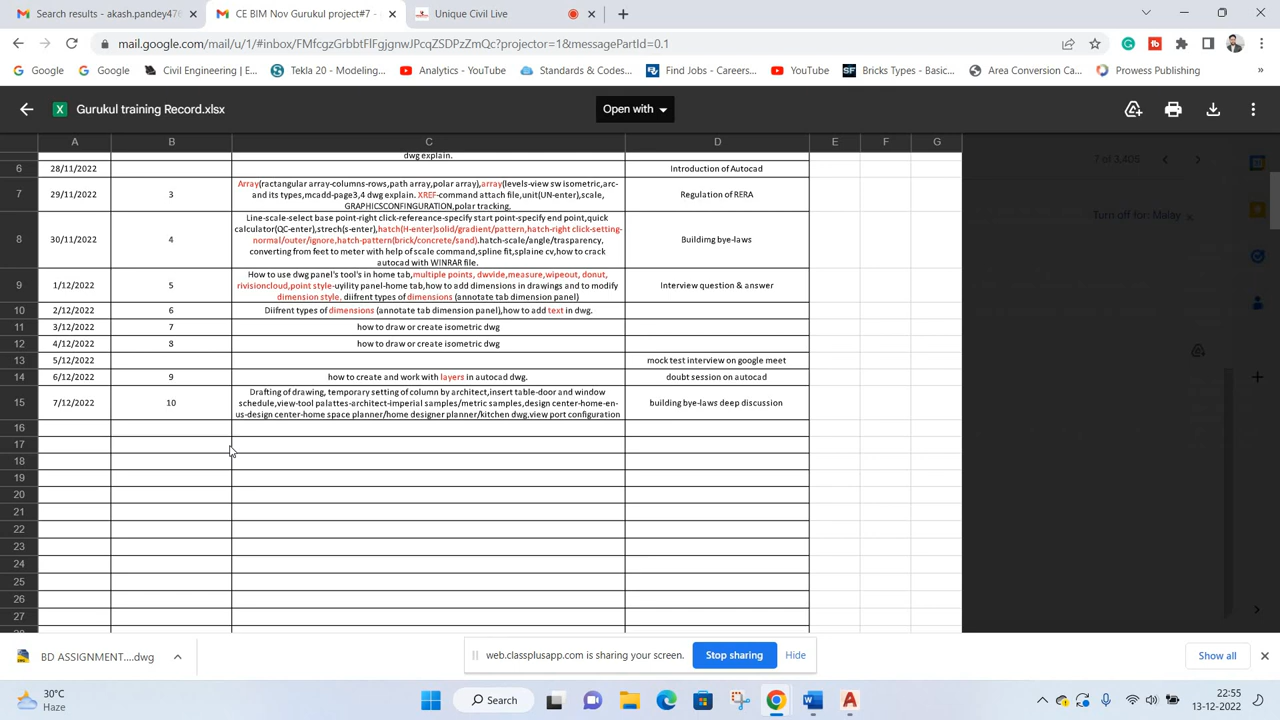 Search results - akash.pandey476
CE BIM Nov Gurukul project#7 -
Unique Civil Live
mail.google.com/mail/u/1/#inbox/FMfcgzGrbbtFlFgjgnwJPcqZSDzZzmQc?projector=1&messagePartId=0.1
Google
Google
Civil Engineering | E...
Tekla 20 - Modeling...
Analytics - YouTube
Standards & Codes...
Find Jobs - Careers...
YouTube
Bricks Types - Basic...
Area Conversion Ca...
Prowess Publishing
»
X
Gurukul training Record.xlsx
Open with
A B C D E F G
7 of 3,408
dwg explain.
6 28/11/2022 Introduction of Autocad
Array(ractangular array-columns-rows,path array,polar array),array(levels-view sw isometric,arc-
7 29/11/2022 3 and its types,mcadd-page3,4 dwg explain. XREF-command attach file,unit(UN-enter),scale, Regulation of RERA
GRAPHICSCONFINGURATION,polar tracking.
Turn off for: Malay
Line-scale-select base point-right click-refereance-specify start point-specify end point,quick
calculator(QC-enter),strech(s-enter),hatch(H-enter)solid/gradient/pattern,hatch-right click-setting-
8 30/11/2022 4 normal/outer/ignore,hatch-pattern(brick/concrete/sand).hatch-scale/angle/trasparency, Builidmg bye-laws
converting from feet to meter with help of scale command,spline fit,splaine cv,how to crack
autocad with WINRAR file.
How to use dwg panel's tool's in home tab,multiple points, dwvide,measure,wipeout, donut,
9 1/12/2022 5 rivisioncloud,point style-uyility panel-home tab,how to add dimensions in drawings and to modify Interview question & answer
dimension style, diifrent types of dimensions (annotate tab dimension panel)
10 2/12/2022 6 Diifrent types of dimensions (annotate tab dimension panel),how to add text in dwg.
11 3/12/2022 7 how to draw or create isometric dwg
12 4/12/2022 8 how to draw or create isometric dwg
13 5/12/2022 mock test interview on google meet
14 6/12/2022 9 how to create and work with layers in autocad dwg. doubt session on autocad
Drafting of drawing, temporary setting of column by architect,insert table-door and window
15 7/12/2022 10 schedule,view-tool palattes-architect-imperial samples/metric samples,design center-home-en- building bye-laws deep discussion
us-design center-home space planner/home designer planner/kitchen dwg,view port configuration
16
17
18
19
20
21
22
23
24
25
26
27
BD ASSIGNMENT....dwg
web.classplusapp.com is sharing your screen.
Stop sharing
Hide
Show all
30°C
Haze
Search
22:55
13-12-2022